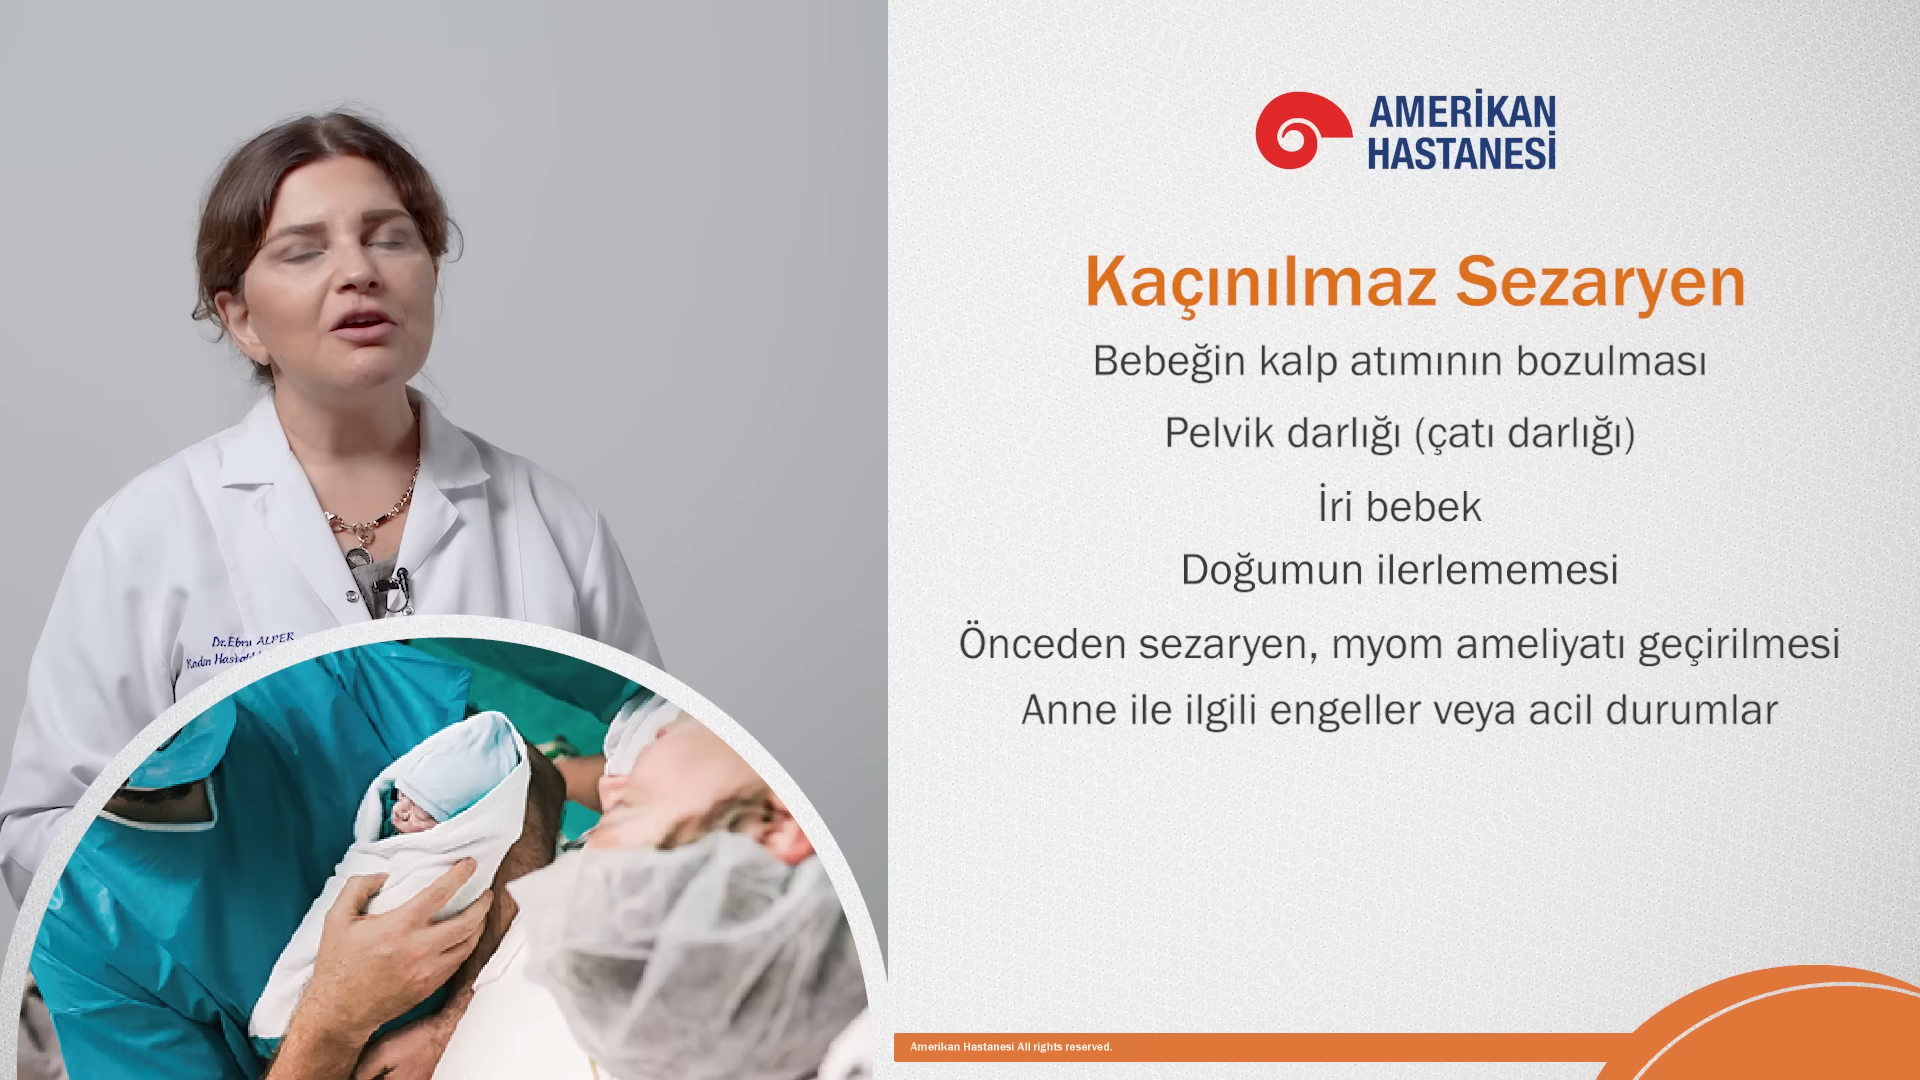 AMERİKAN
HASTANESİ
Kaçınılmaz Sezaryen
Bebeğin kalp atımının bozulması
Pelvik darlığı (çatı darlığı)
İri bebek
Doğumun ilerlememesi
Önceden sezaryen, myom ameliyatı geçirilmesi
Anne ile ilgili engeller veya acil durumlar
Dr.Ebru ALPER
Kadın
Amerikan Hastanesi All rights reserved.